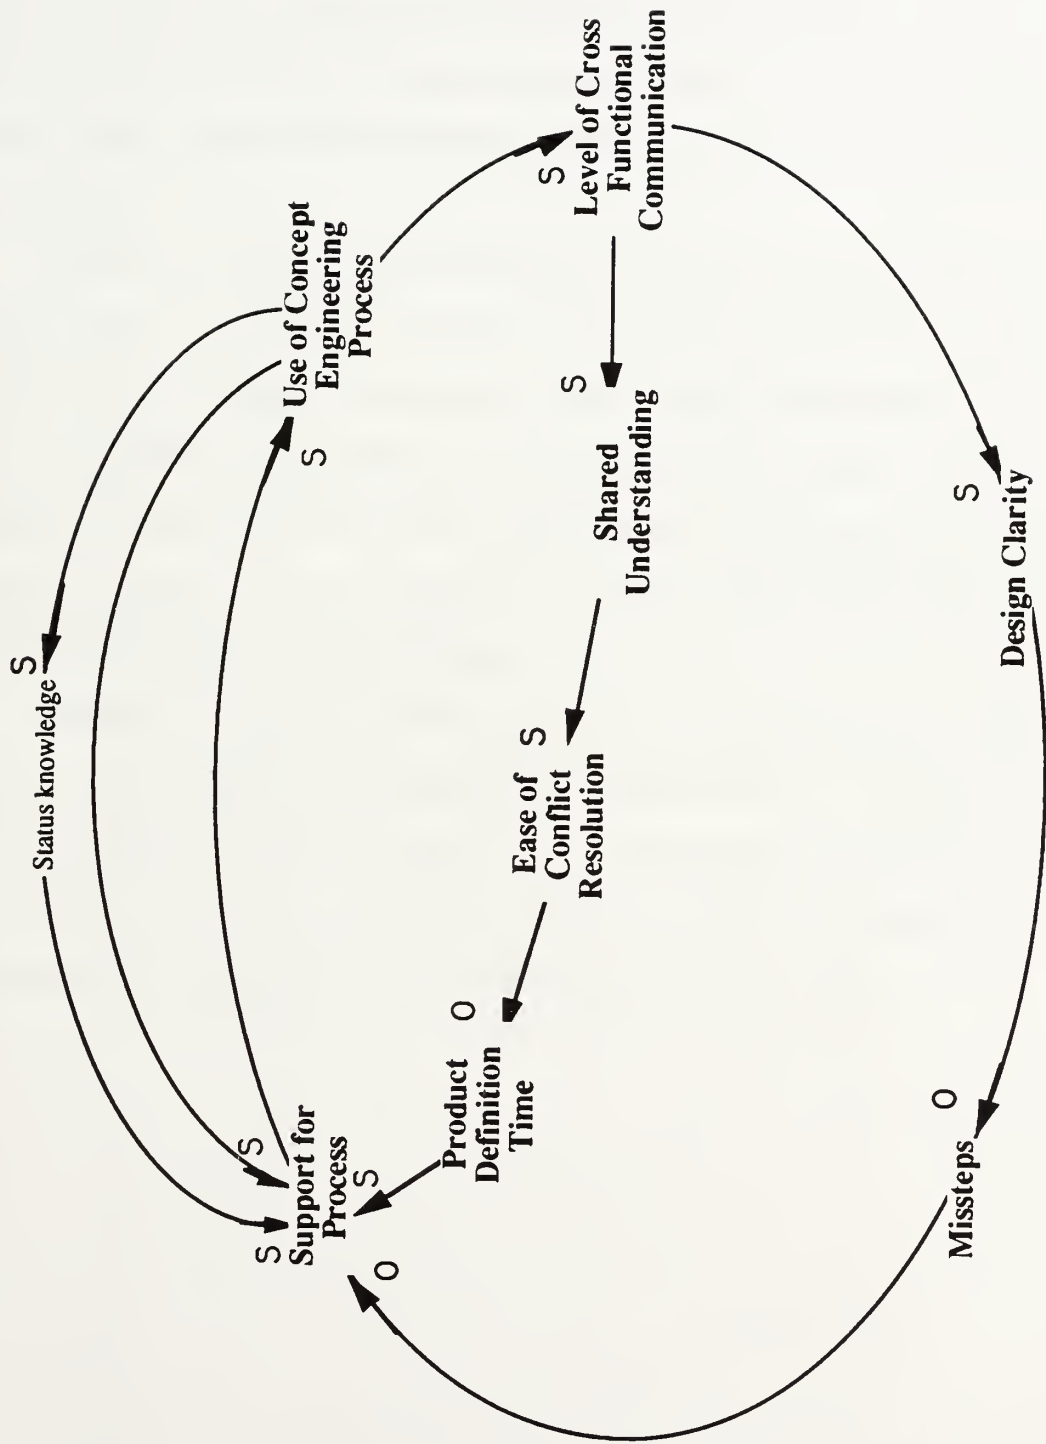 Status knowledge
S
S
Support for
Process
S
S
O
Use of Concept
Engineering
Process
S
Product
Definition
Time
O
Ease of
Conflict
Resolution
S
Shared
Understanding
S
Level of Cross
Functional
Communication
S
Missteps
O
Design Clarity
S